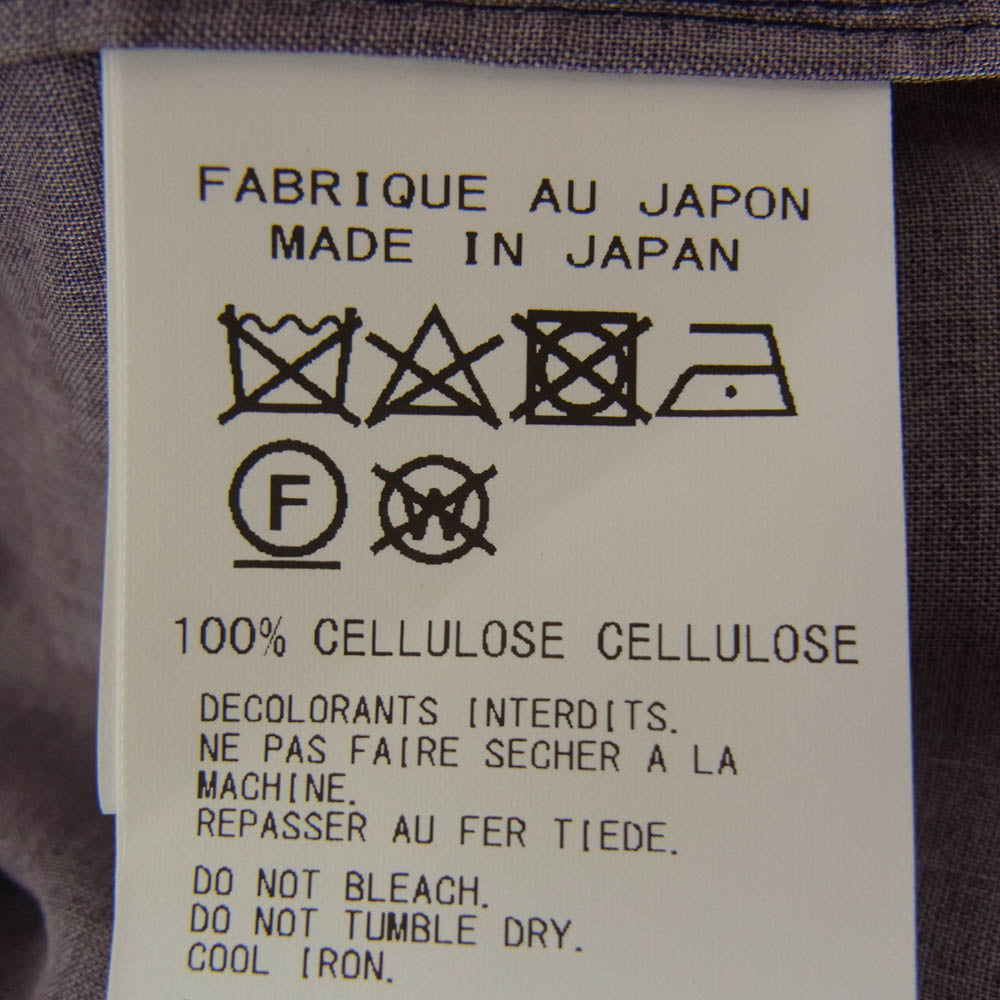 FABRIQUE AU JAPON
MADE IN JAPAN
F
W
100% CELLULOSE CELLULOSE
DECOLORANTS INTERDITS.
NE PAS FAIRE SECHER A LA
MACHINE.
REPASSER AU FER TIEDE.
DO NOT BLEACH.
DO NOT TUMBLE DRY.
COOL IRON.